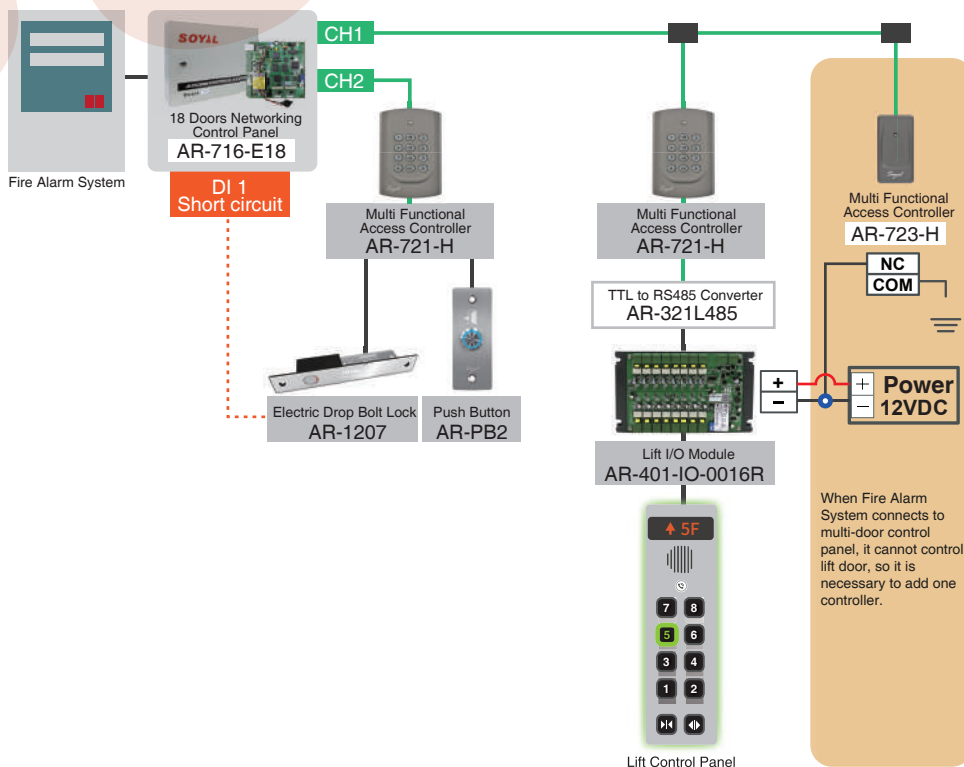 SOYAL
18 Doors Networking
Control Panel
AR-716-E18
CH1
CH2
Fire Alarm System
DI 1
Short circuit
Multi Functional
Access Controller
AR-721-H
Electric Drop Bolt Lock
AR-1207
Push Button
AR-PB2
Multi Functional
Access Controller
AR-721-H
TTL to RS485 Converter
AR-321L485
Lift I/O Module
AR-401-IO-0016R
5F
7 8
5 6
3 4
1 2
Lift Control Panel
Multi Functional
Access Controller
AR-723-H
NC
COM
+
–
+
–
Power
12VDC
When Fire Alarm
System connects to
multi-door control
panel, it cannot control
lift door, so it is
necessary to add one
controller.